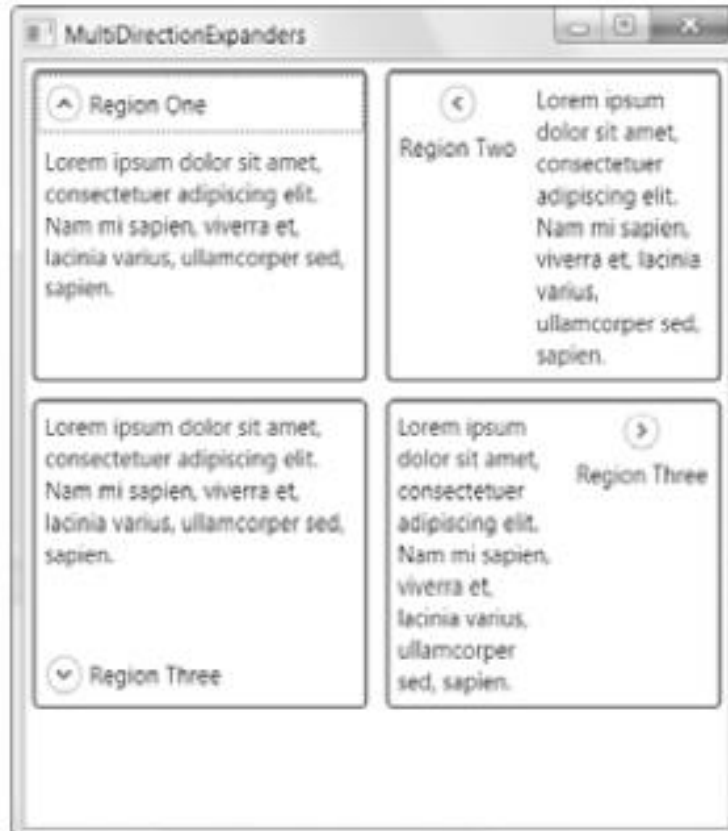 MultiDirectionExpanders
Region One
Lorem ipsum dolor sit amet,
consectetuer adipiscing elit.
Nam mi sapien, viverra et,
lacinia varius, ullamcorper sed,
sapien.
Region Two
Lorem ipsum
dolor sit amet,
consectetuer
adipiscing elit.
Nam mi sapien,
viverra et, lacinia
varius,
ullamcorper sed,
sapien.
Lorem ipsum dolor sit amet,
consectetuer adipiscing elit.
Nam mi sapien, viverra et,
lacinia varius, ullamcorper sed,
sapien.
Region Three
Lorem ipsum
dolor sit amet,
consectetuer
adipiscing elit.
Nam mi sapien,
viverra et,
lacinia varius,
ullamcorper
sed, sapien.
Region Three